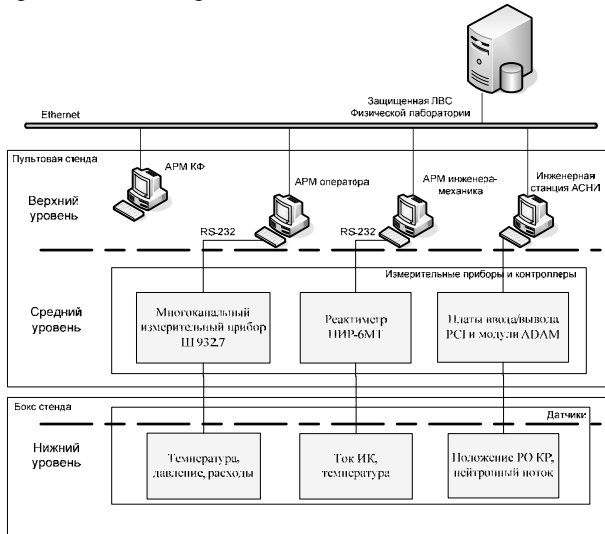 Защищенная ЛВС
Физической лаборатории
Ethernet
Пультовая стенда
АРМ КФ
АРМ оператора
АРМ инженера-
механика
Инженерная
станция АСНИ
Верхний
уровень
RS-232
RS-232
Измерительные приборы и контроллеры
Средний
уровень
Многоканальный
измерительный прибор
Ш 932.7
Реактиметр
ПИР-6МТ
Платы ввода/вывода
PCI и модули ADAM
Бокс стенда
Датчики
Нижний
уровень
Температура,
давление, расходы
Ток ИК,
температура
Положение РО КР,
нейтронный поток